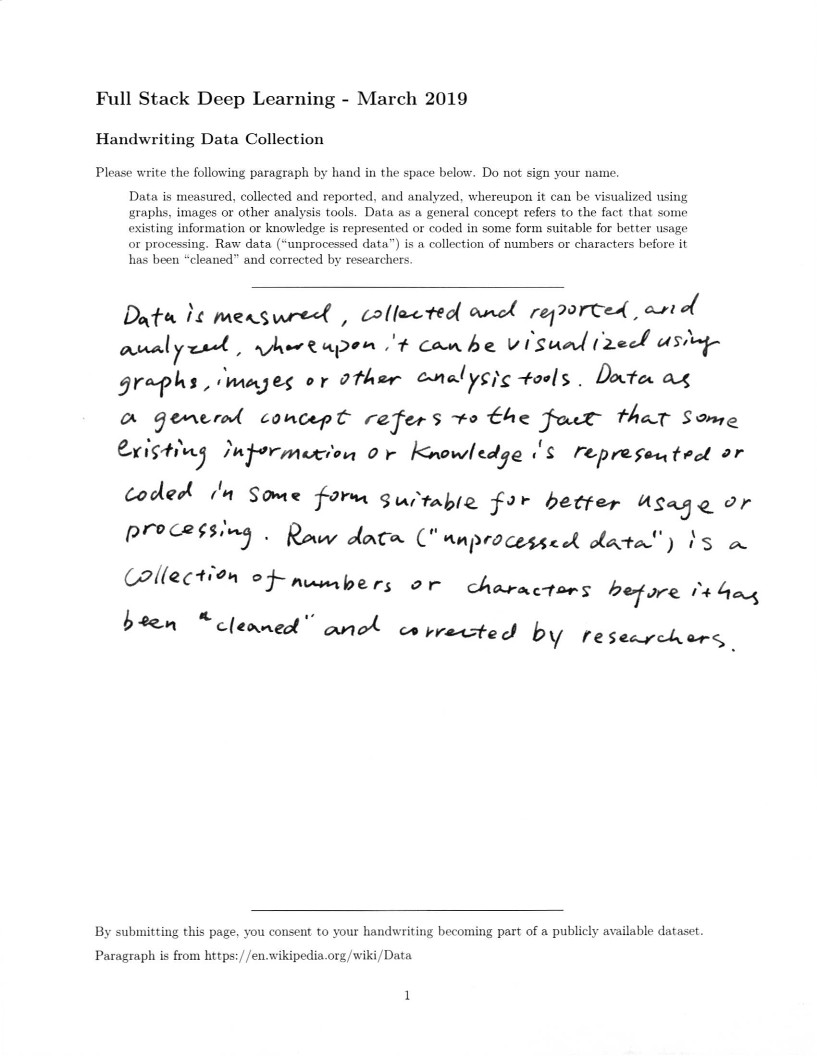 Full Stack Deep Learning - March 2019
Handwriting Data Collection
Please write the following paragraph by hand in the space below. Do not sign your name.
Data is measured, collected and reported, and analyzed, whereupon it can be visualized using
graphs, images or other analysis tools. Data as a general concept refers to the fact that some
existing information or knowledge is represented or coded in some form suitable for better usage
or processing. Raw data (“unprocessed data”) is a collection of numbers or characters before it
has been “cleaned” and corrected by researchers.
Data is measured, collected and reported, and
analyzed, whereupon it can be visualized using
graphs, images or other analysis tools. Data as
a general concept refers to the fact that some
existing information or knowledge is represented or
coded in some form suitable for better usage or
processing. Raw data ("unprocessed data") is a
collection of numbers or characters before it has
been "cleaned" and corrected by researchers.
By submitting this page, you consent to your handwriting becoming part of a publicly available dataset.
Paragraph is from https://en.wikipedia.org/wiki/Data
1